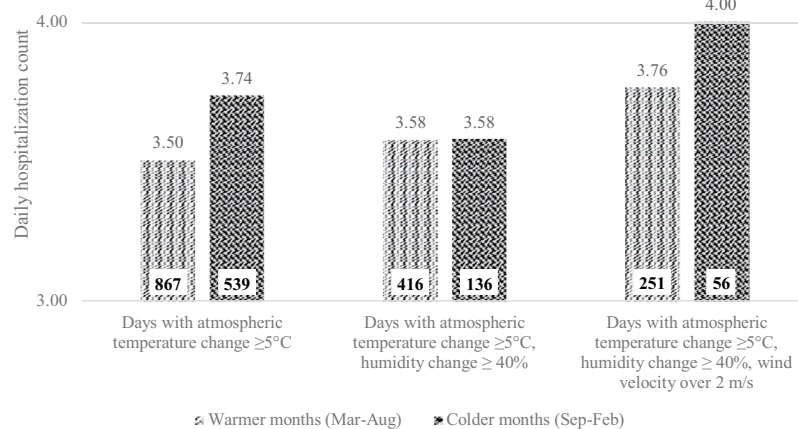 4.00
3.00
Daily hospitalization count
3.50
3.74
3.58
3.58
3.76
4.00
867
539
416
136
251
56
Days with atmospheric
temperature change ≥5°C
Days with atmospheric
temperature change ≥5°C,
humidity change ≥ 40%
Days with atmospheric
temperature change ≥5°C,
humidity change ≥ 40%, wind
velocity over 2 m/s
Warmer months (Mar-Aug)
Colder months (Sep-Feb)